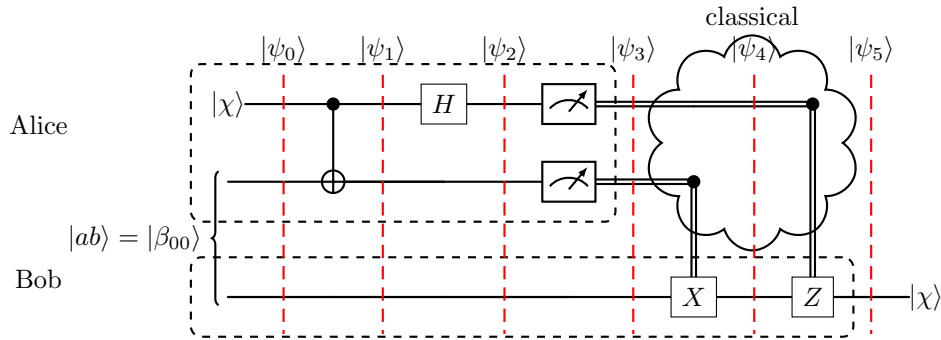 classical
|ψ₀⟩ |ψ₁⟩ |ψ₂⟩ |ψ₃⟩ |ψ₄⟩ |ψ₅⟩
|χ⟩ H
Alice
|ab⟩ = |β₀₀⟩
Bob
X Z |χ⟩